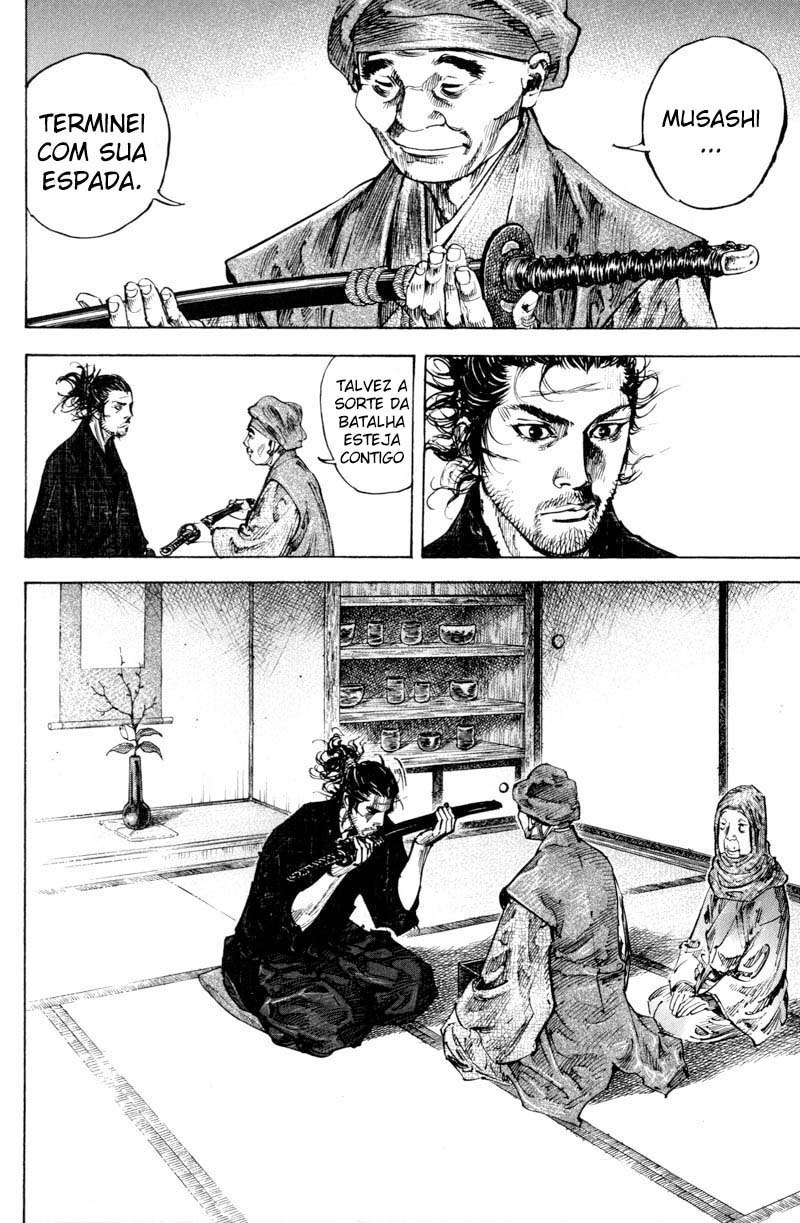 MUSASHI
...
TERMINEI
COM SUA
ESPADA.
TALVEZ A
SORTE DA
BATALHA
ESTEJA
CONTIGO